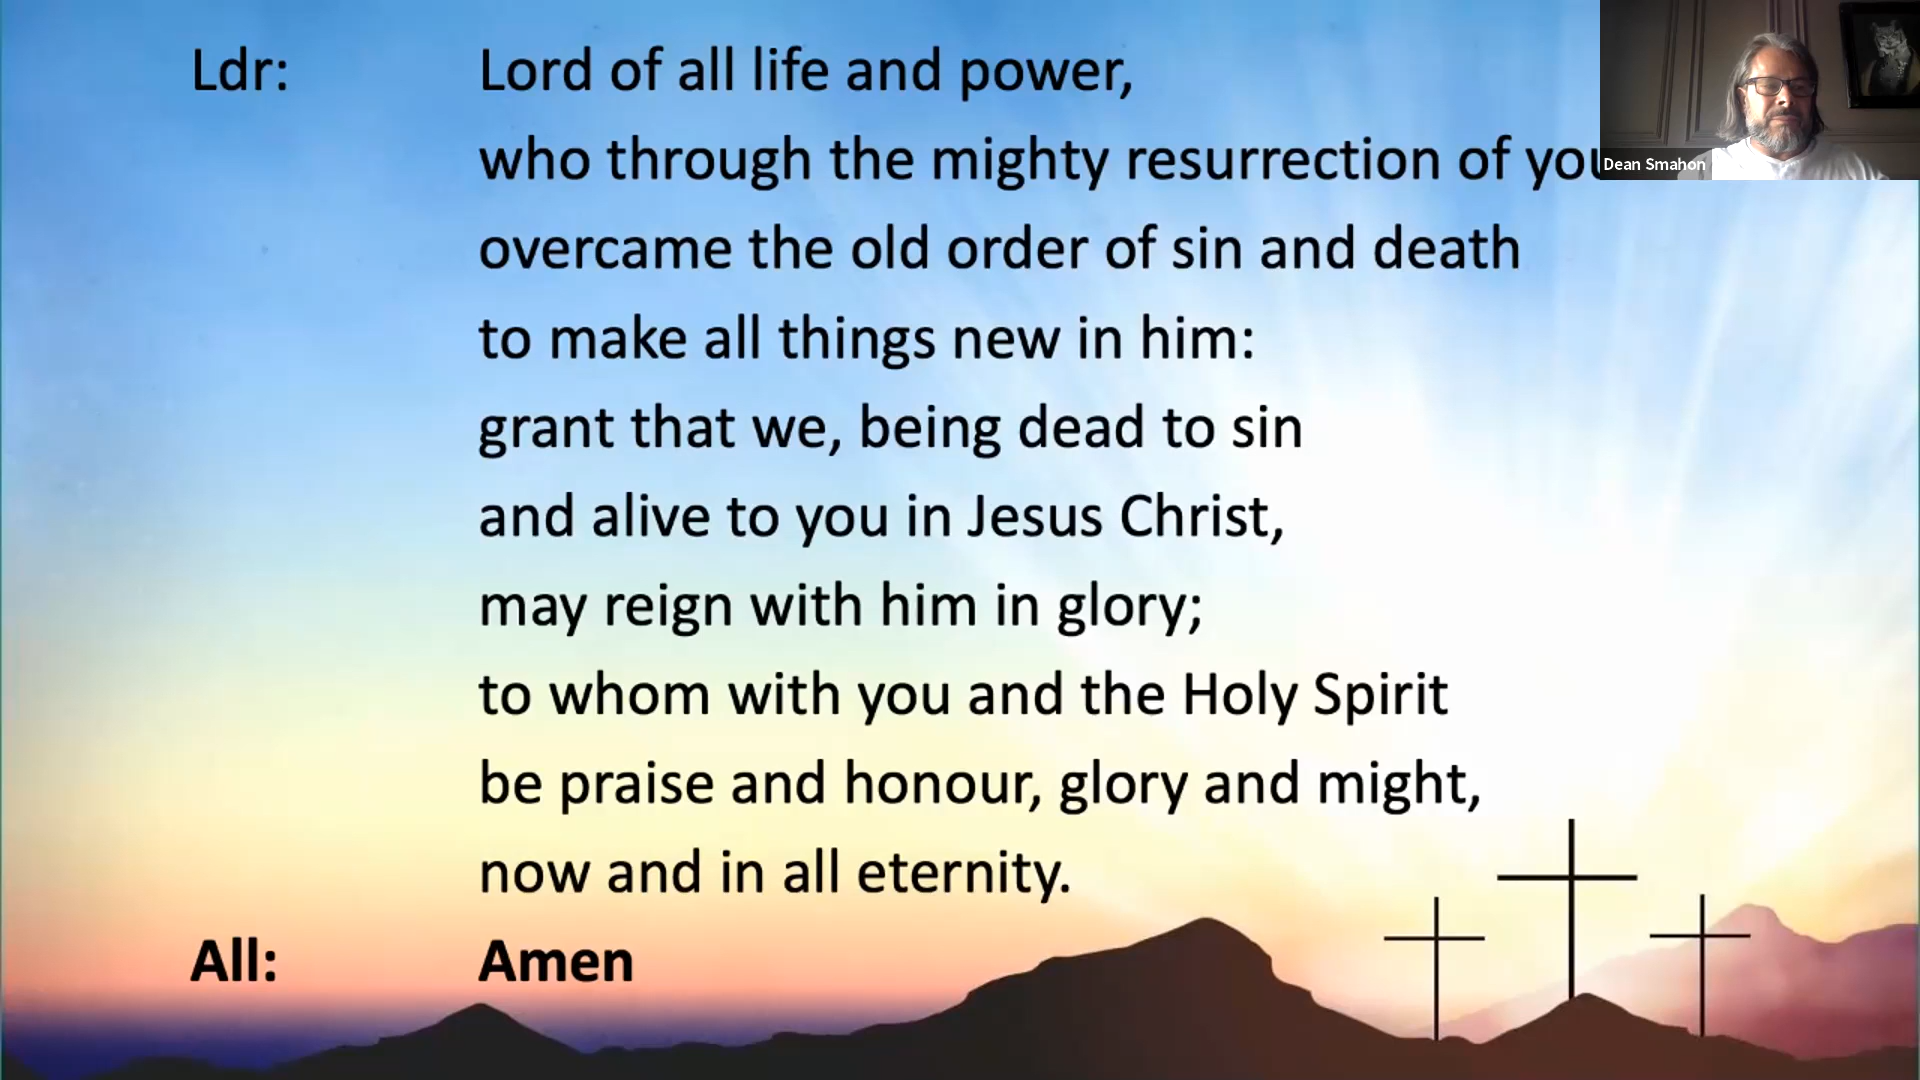 Ldr: Lord of all life and power,
who through the mighty resurrection of
overcame the old order of sin and death
to make all things new in him:
grant that we, being dead to sin
and alive to you in Jesus Christ,
may reign with him in glory;
to whom with you and the Holy Spirit
be praise and honour, glory and might,
now and in all eternity.
All: Amen
Dean Smahon